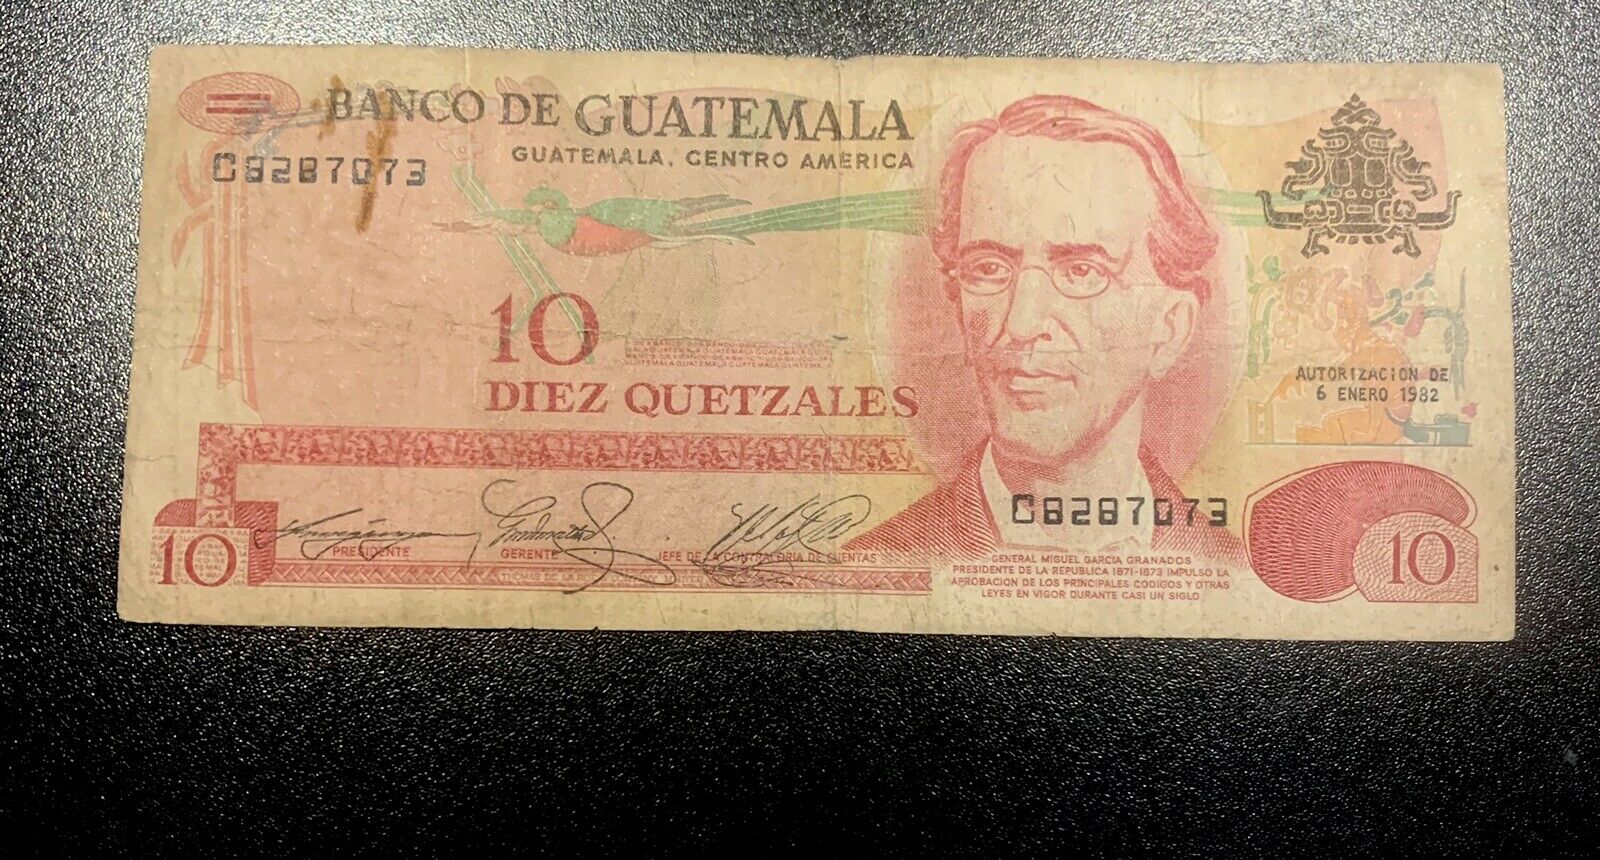 BANCO DE GUATEMALA
GUATEMALA, CENTRO AMERICA
C8287073
10
DIEZ QUETZALES
AUTORIZACION DE
6 ENERO 1982
C8287073
PRESIDENTE GERENTE JEFE DE LA CONTRALORIA DE CUENTAS
10
GENERAL MIGUEL GARCIA GRANADOS
PRESIDENTE DE LA REPUBLICA 1871-1873 IMPULSO LA
APROBACION DE LOS PRINCIPALES CODIGOS Y OTRAS
LEYES EN VIGOR DURANTE CASI UN SIGLO
10